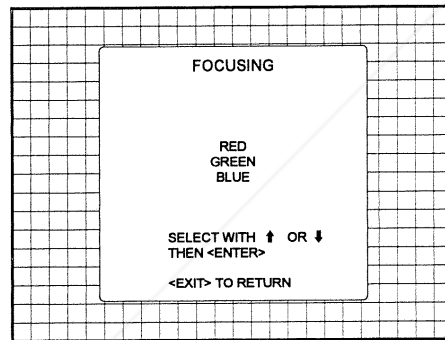 FOCUSING
RED
GREEN
BLUE
SELECT WITH ↑ OR ↓
THEN <ENTER>
<EXIT> TO RETURN